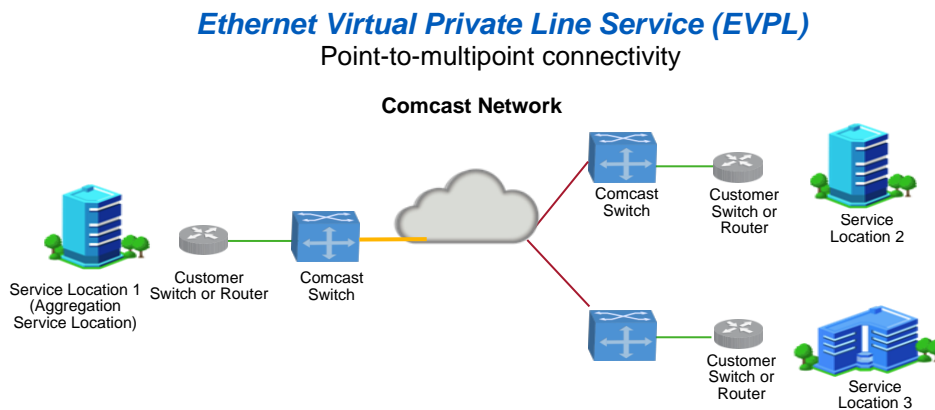 Ethernet Virtual Private Line Service (EVPL)
Point-to-multipoint connectivity
Comcast Network
Service Location 1
(Aggregation
Service Location)
Customer
Switch or Router
Comcast
Switch
Comcast
Switch
Customer
Switch or
Router
Service
Location 2
Customer
Switch or
Router
Service
Location 3